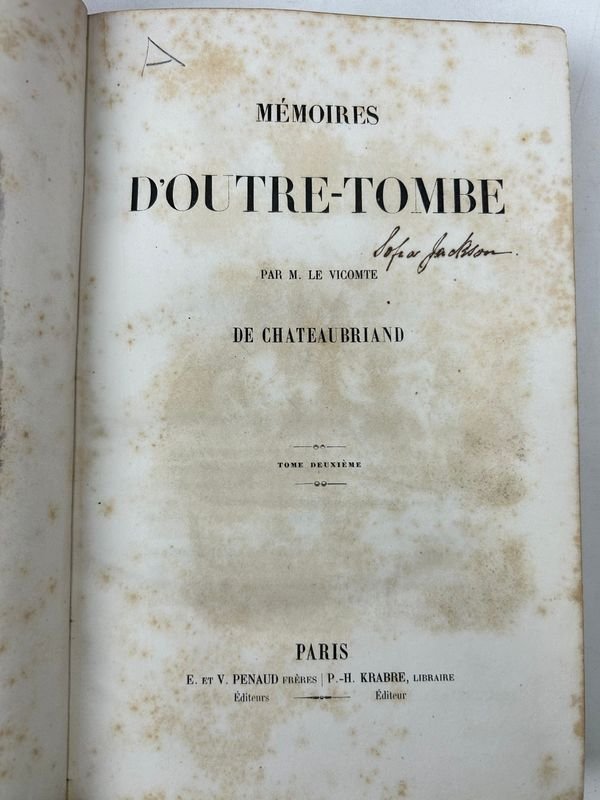 MÉMOIRES
D'OUTRE-TOMBE
Sofia Jackson
PAR M. LE VICOMTE
DE CHATEAUBRIAND
TOME DEUXIÈME
PARIS
E. ET V. PENAUD FRÈRES | P.-H. KRABRE, LIBRAIRE
Éditeurs Éditeur